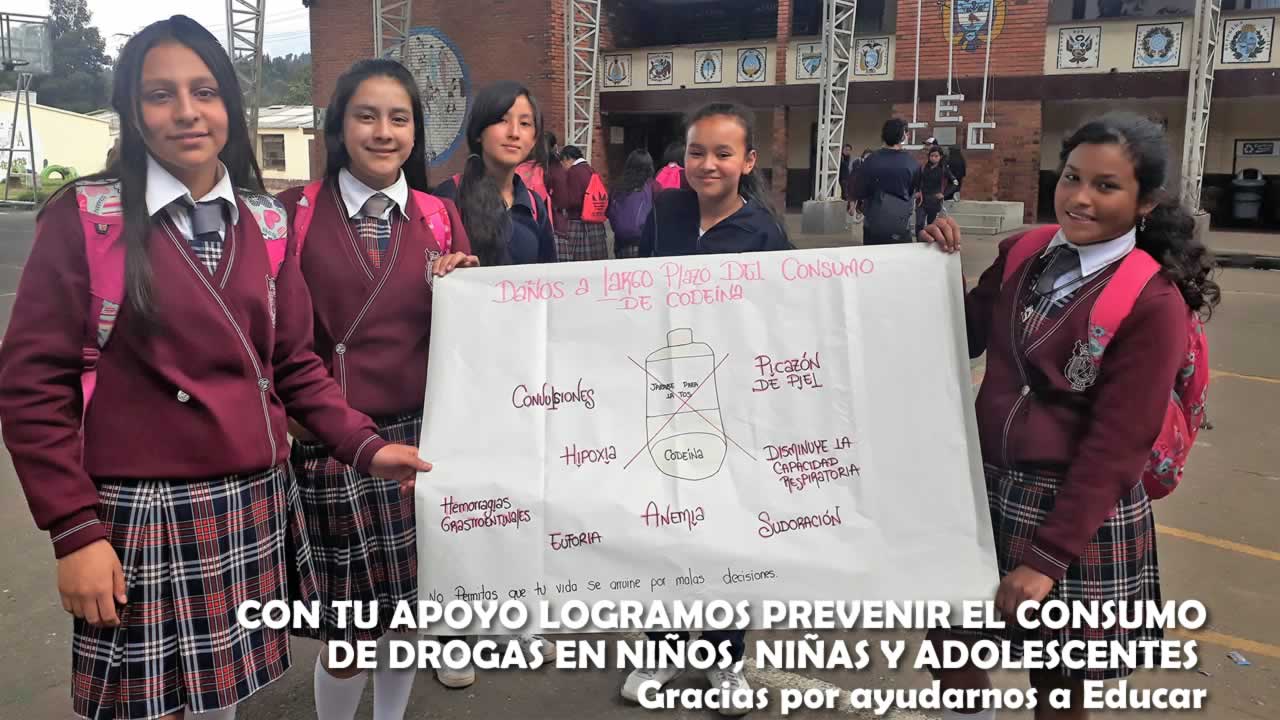 E
C E C
DAÑOS A LARGO PLAZO DEL CONSUMO
DE CODEÍNA
CONVULSIONES
HIPOXIA
HEMORRAGIAS
GRASTROENTINALES
EUFORIA
JARABE PARA
LA TOS
CODEÍNA
ANEMIA
PICAZÓN
DE PIEL
DISMINUYE LA
CAPACIDAD
RESPIRATORIA
SUDORACIÓN
No Permitas que tu vida se arruine por malas decisiones.
CON TU APOYO LOGRAMOS PREVENIR EL CONSUMO
DE DROGAS EN NIÑOS, NIÑAS Y ADOLESCENTES
Gracias por ayudarnos a Educar